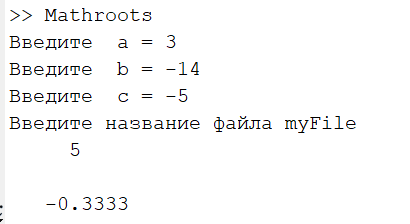 >> Mathroots
Введите  a = 3
Введите  b = -14
Введите  c = -5
Введите название файла myFile
5
-0.3333